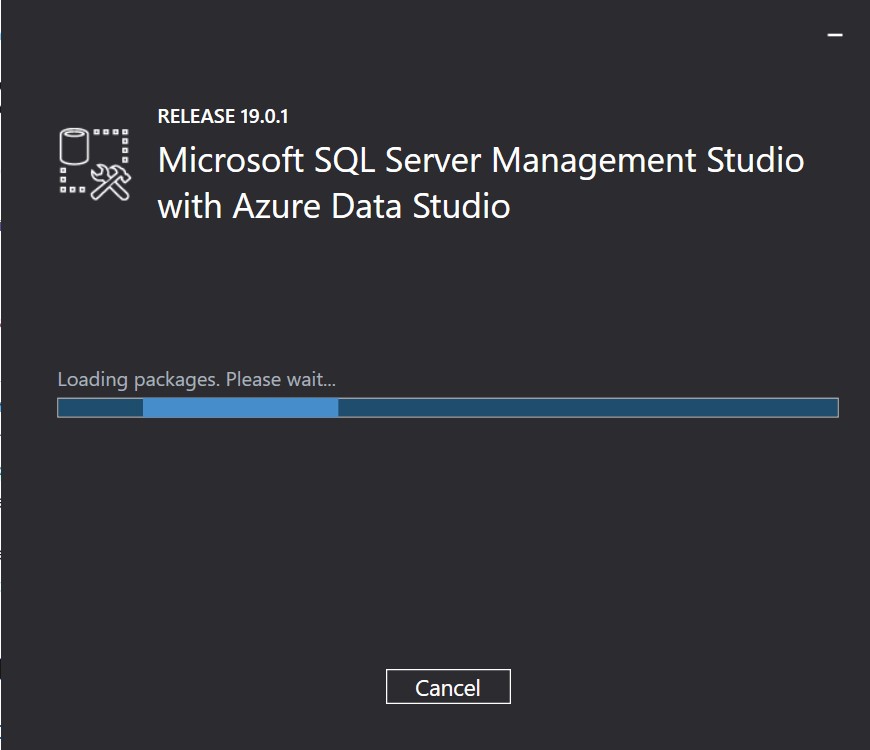 RELEASE 19.0.1
Microsoft SQL Server Management Studio
with Azure Data Studio
Loading packages. Please wait...
Cancel